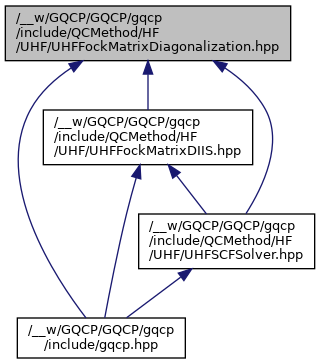 /__w/GQCP/GQCP/gqcp
/include/QCMethod/HF
/UHF/UHFFockMatrixDiagonalization.hpp
/__w/GQCP/GQCP/gqcp
/include/QCMethod/HF
/UHF/UHFFockMatrixDIIS.hpp
/__w/GQCP/GQCP/gqcp
/include/QCMethod/HF
/UHF/UHFSCFSolver.hpp
/__w/GQCP/GQCP/gqcp
/include/gqcp.hpp